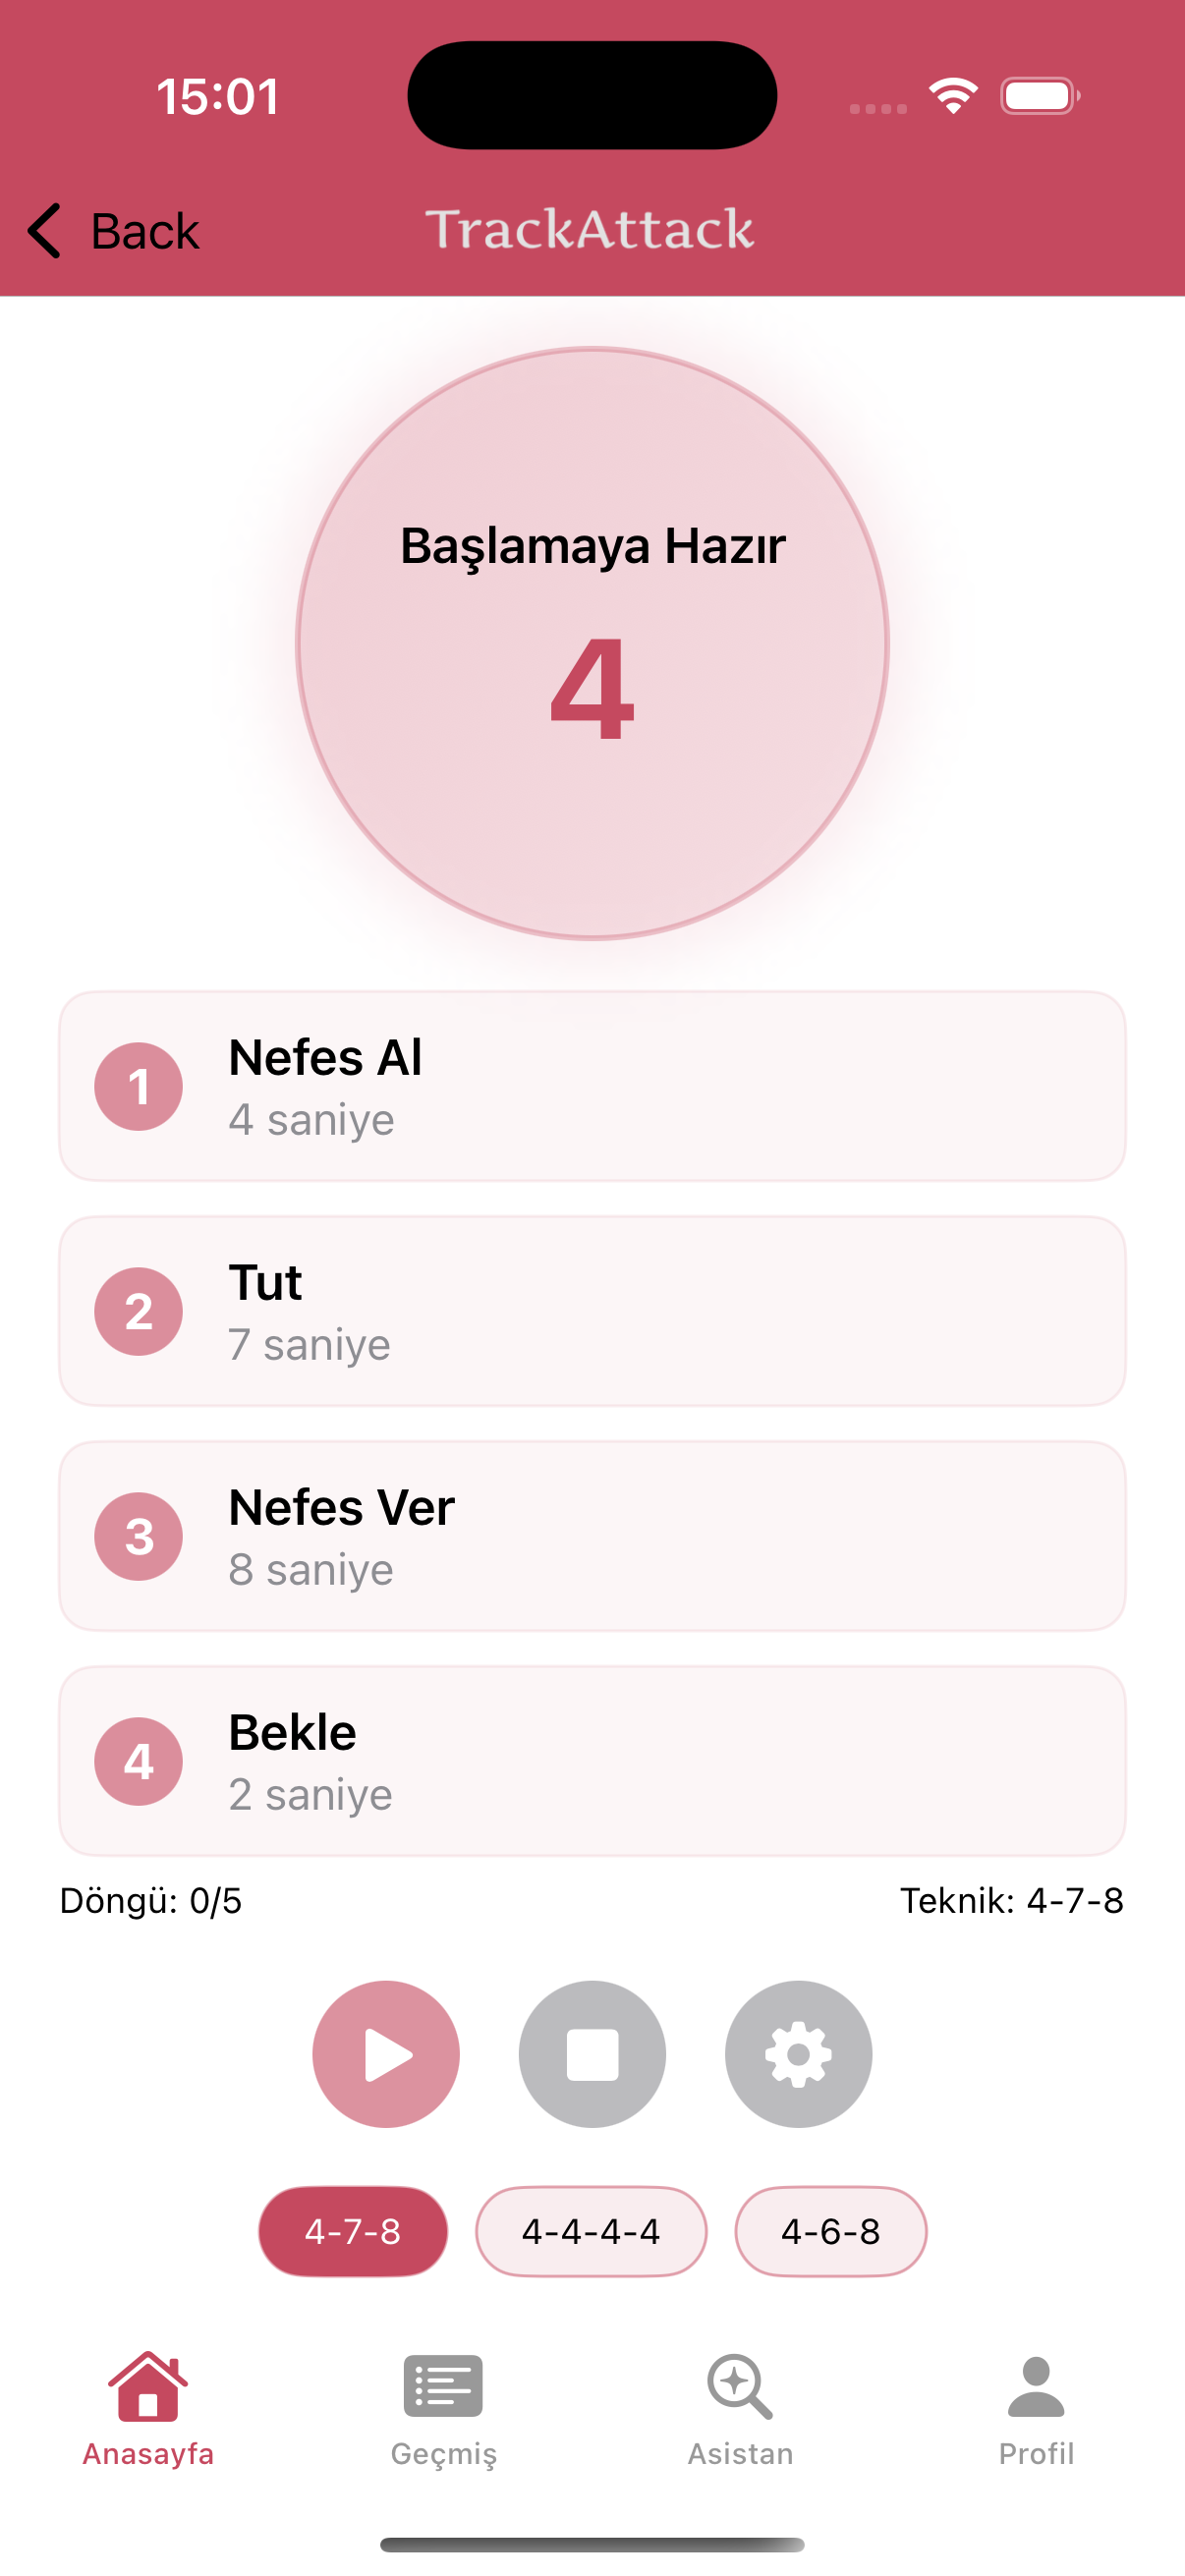 15:01
Back
TrackAttack
Başlamaya Hazır
4
1
Nefes Al
4 saniye
2
Tut
7 saniye
3
Nefes Ver
8 saniye
4
Bekle
2 saniye
Döngü: 0/5
Teknik: 4-7-8
4-7-8
4-4-4-4
4-6-8
Anasayfa
Geçmiş
Asistan
Profil